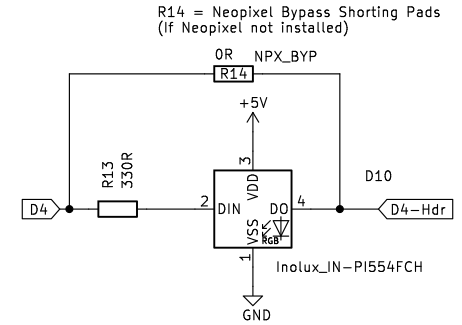 R14 = Neopixel Bypass Shorting Pads
(If Neopixel not installed)
0R
NPX_BYP
R14
+5V
R13
330R
3
VDD
D10
D4
2
DIN
DO
4
D4-Hdr
RGB
VSS
1
Inolux_IN-PI554FCH
GND